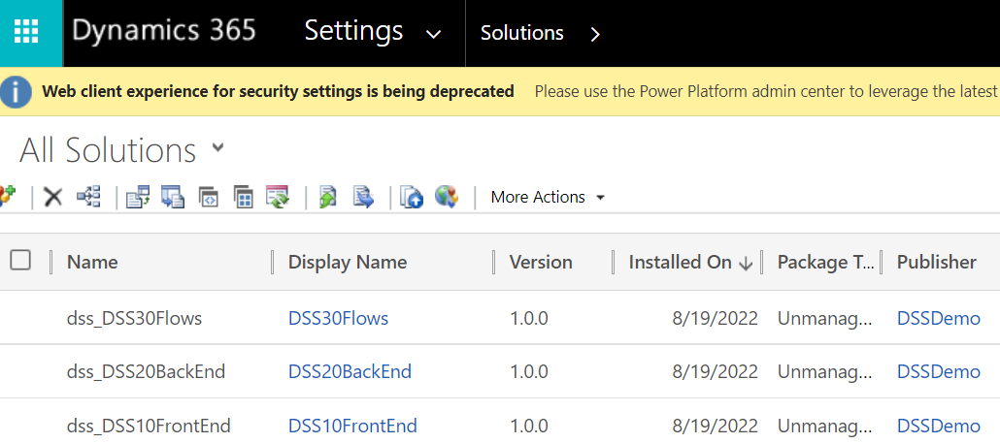 Dynamics 365 Settings Solutions
Web client experience for security settings is being deprecated Please use the Power Platform admin center to leverage the latest
All Solutions
More Actions
Name Display Name Version Installed On Package T... Publisher
dss_DSS30Flows DSS30Flows 1.0.0 8/19/2022 Unmanag... DSSDemo
dss_DSS20BackEnd DSS20BackEnd 1.0.0 8/19/2022 Unmanag... DSSDemo
dss_DSS10FrontEnd DSS10FrontEnd 1.0.0 8/19/2022 Unmanag... DSSDemo